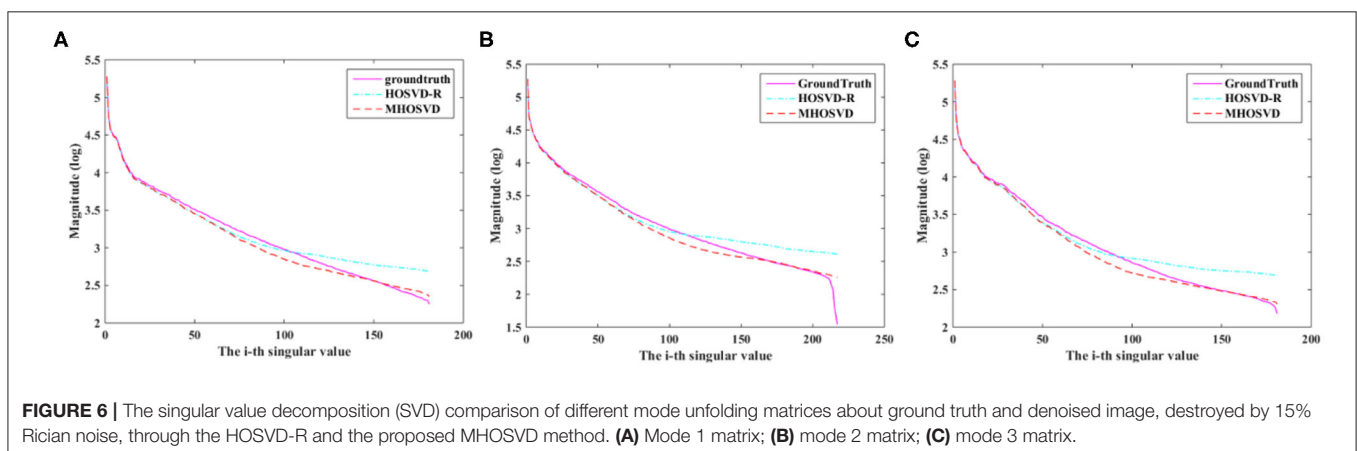 A
5.5
5
4.5
4
3.5
3
2.5
2
Magnitude (log)
groundtruth
HOSVD-R
MHOSVD
0 50 100 150 200
The i-th singular value
B
5.5
5
4.5
4
3.5
3
2.5
2
1.5
Magnitude (log)
GroundTruth
HOSVD-R
MHOSVD
0 50 100 150 200 250
The i-th singular value
C
5.5
5
4.5
4
3.5
3
2.5
2
Magnitude (log)
GroundTruth
HOSVD-R
MHOSVD
0 50 100 150 200
The i-th singular value
FIGURE 6 | The singular value decomposition (SVD) comparison of different mode unfolding matrices about ground truth and denoised image, destroyed by 15%
Rician noise, through the HOSVD-R and the proposed MHOSVD method. (A) Mode 1 matrix; (B) mode 2 matrix; (C) mode 3 matrix.